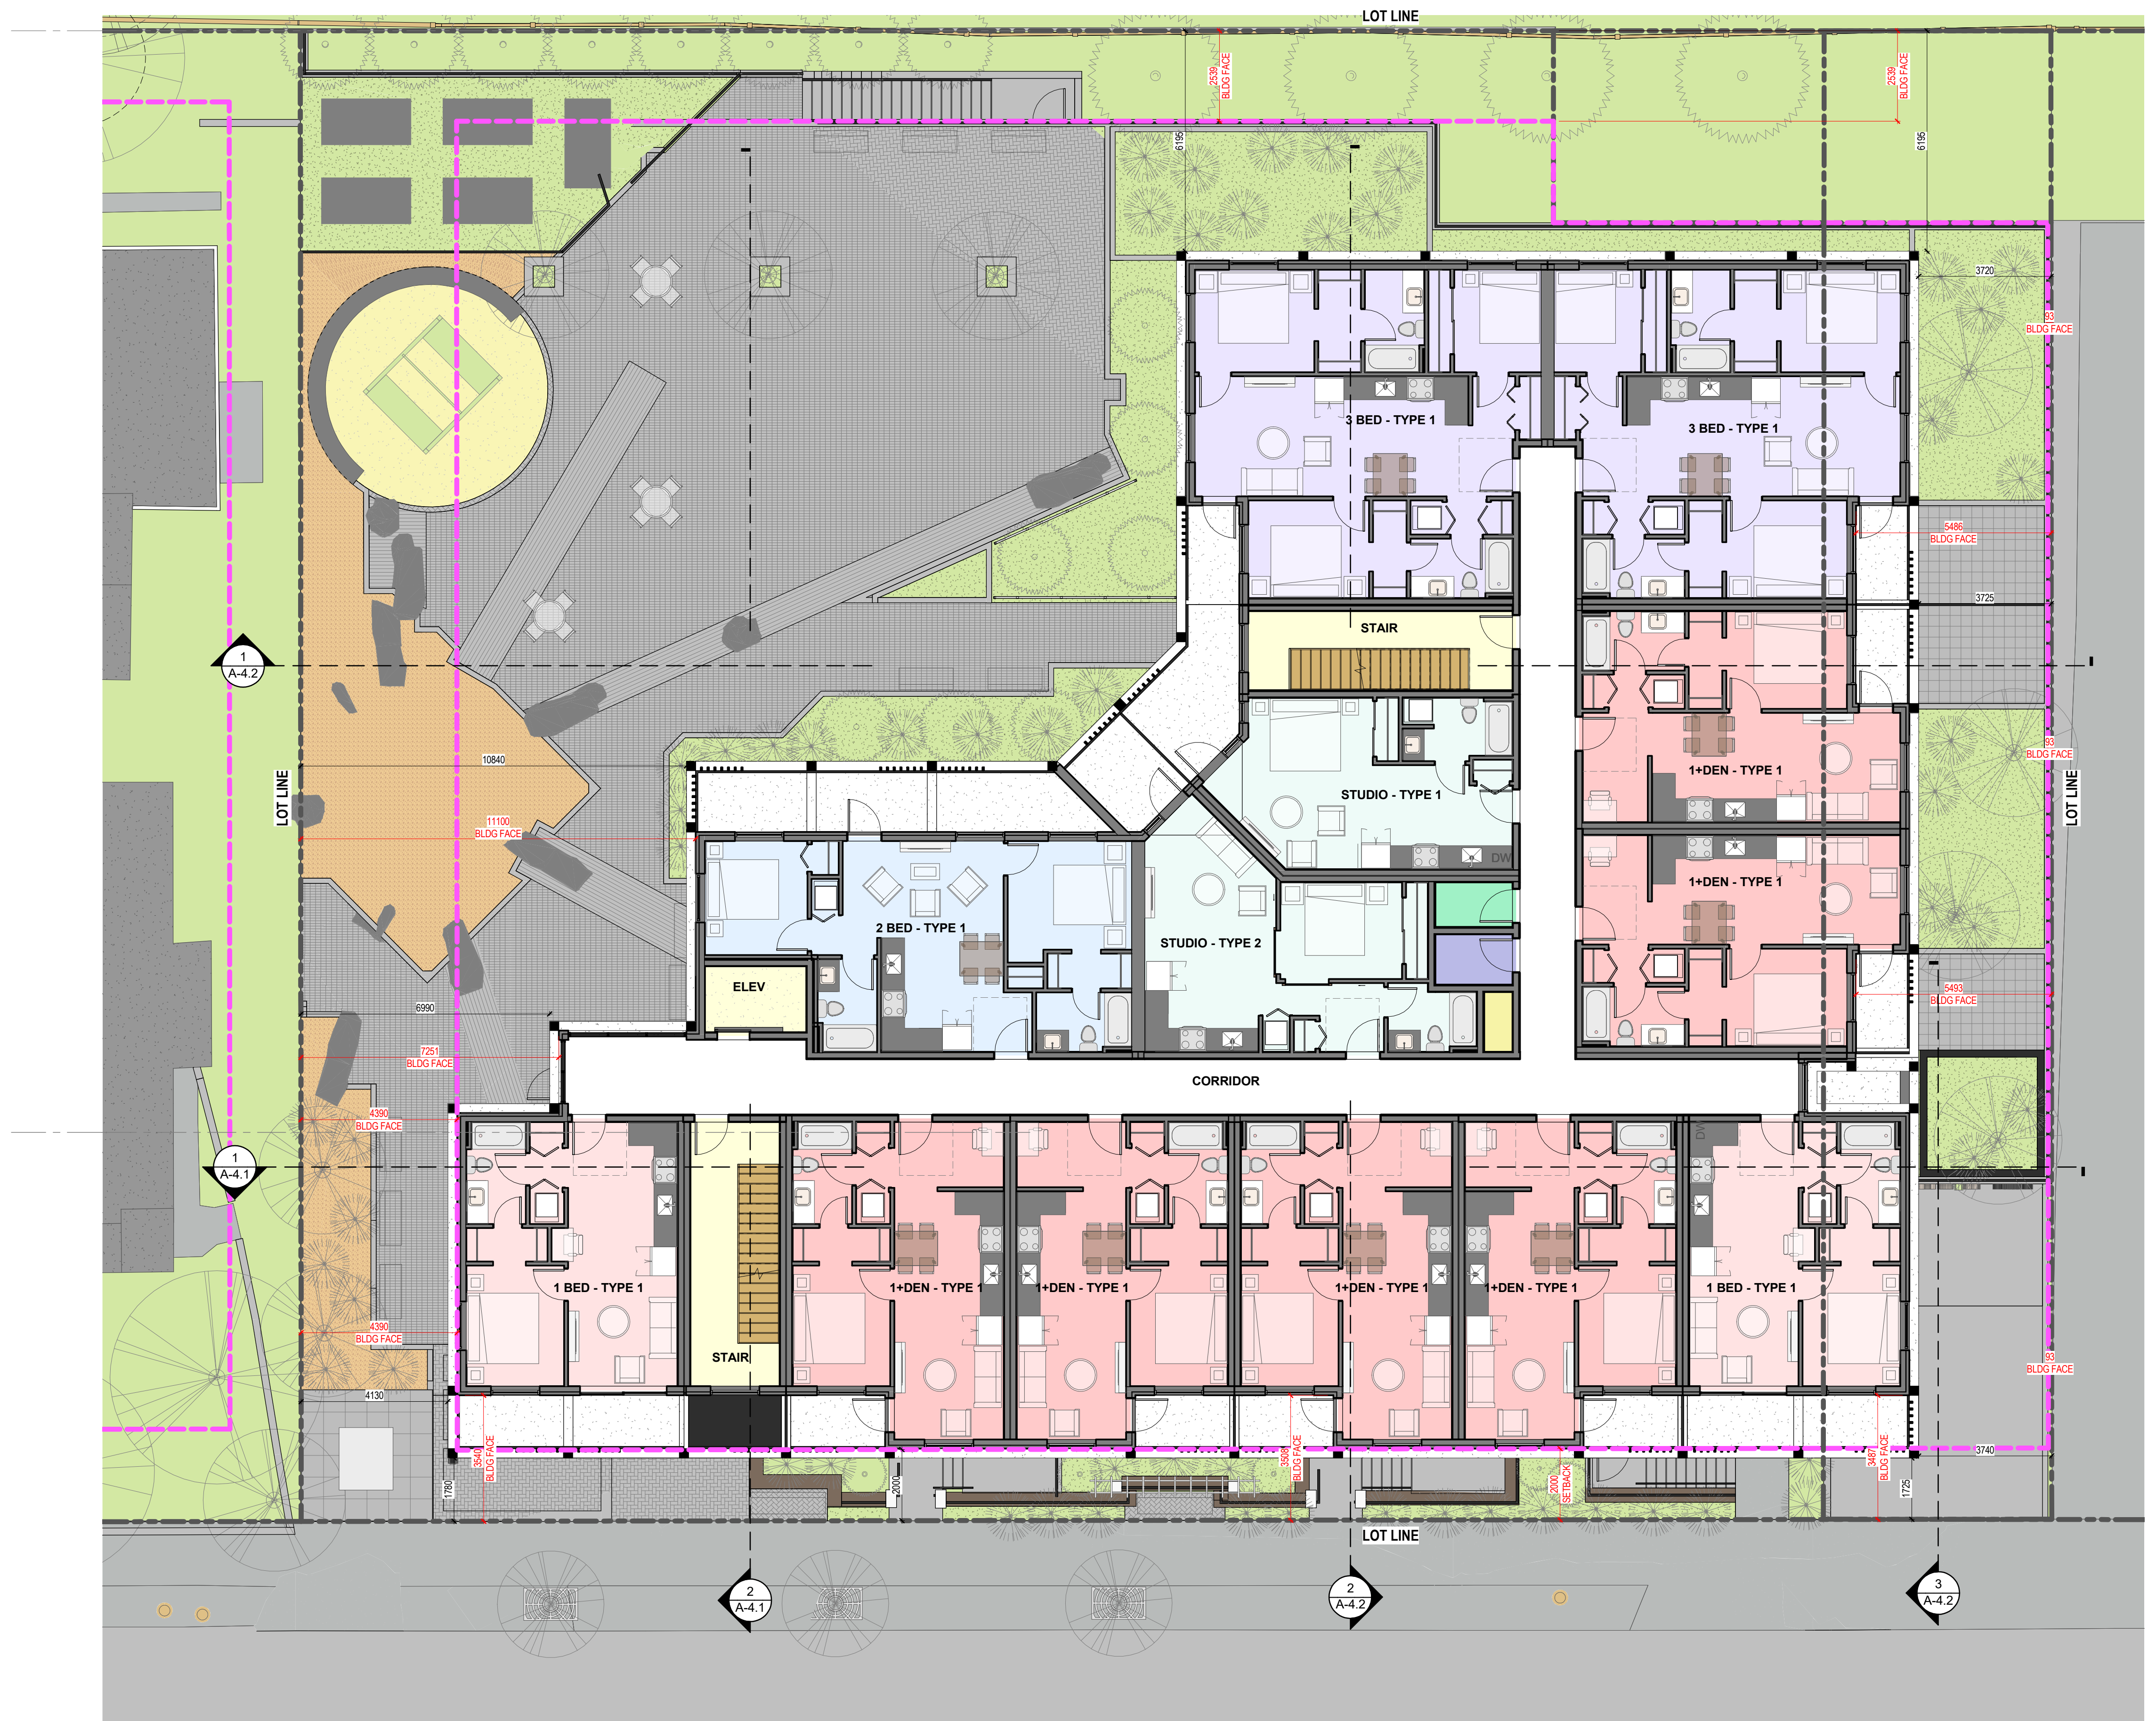 LOT LINE
2539
BLDG FACE
2539
BLDG FACE
6195
6195
3720
93
BLDG FACE
3 BED - TYPE 1
3 BED - TYPE 1
5486
BLDG FACE
3725
STAIR
1
A-4.2
93
BLDG FACE
10840
1+DEN - TYPE 1
STUDIO - TYPE 1
LOT LINE
LOT LINE
11100
BLDG FACE
DW
1+DEN - TYPE 1
2 BED - TYPE 1
STUDIO - TYPE 2
ELEV
5493
BLDG FACE
6990
7251
BLDG FACE
CORRIDOR
4390
BLDG FACE
DW
1
A-4.1
1 BED - TYPE 1
1+DEN - TYPE 1
1+DEN - TYPE 1
1+DEN - TYPE 1
1+DEN - TYPE 1
1 BED - TYPE 1
4390
BLDG FACE
STAIR
93
BLDG FACE
4130
3540
BLDG FACE
3508
BLDG FACE
3487
BLDG FACE
3740
1780
2000
2000
SETBACK
1725
LOT LINE
2
A-4.1
2
A-4.2
3
A-4.2